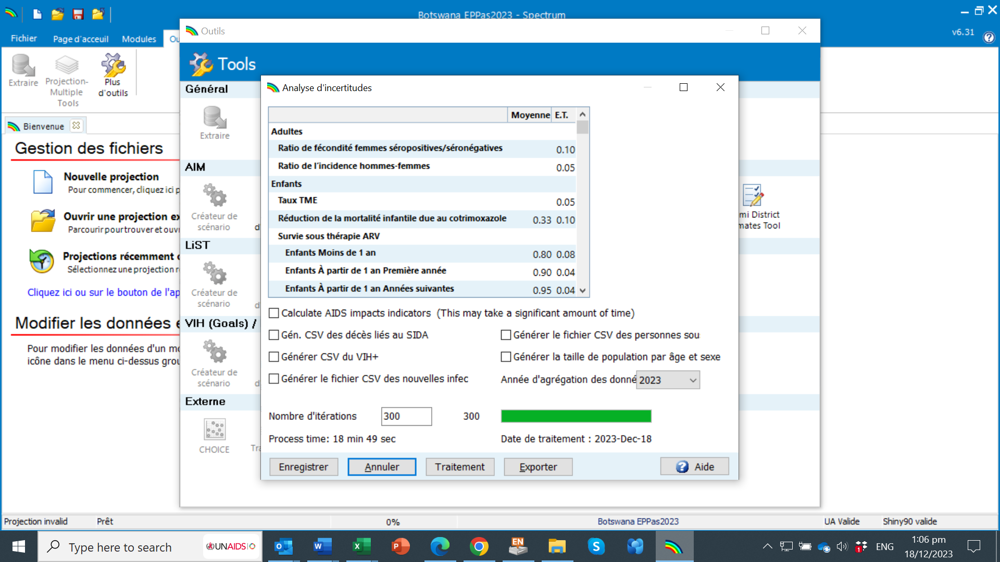 Botswana EPPas2023 - Spectrum
v6.31
Fichier
Page d'acceuil
Modules
Ou
Outils
Tools
Extraire
Projection-
Multiple
Tools
Plus
d'outils
Bienvenue
Gestion des fichiers
Nouvelle projection
Pour commencer, cliquez ici p
Ouvrir une projection ex
Parcourir pour trouver et ouvr
Projections récemment
Sélectionnez une projection r
Cliquez ici ou sur le bouton de l'ap
Modifier les données
Pour modifier les données d'un mo
icône dans le menu ci-dessus grou
Général
Extraire
AIM
Créateur de
scénario
d
LiST
Créateur de
scénario
d
VIH (Goals) /
Créateur de
scénario
d
Externe
CHOICE
Tra
mi District
mates Tool
Analyse d'incertitudes
Moyenne E.T.
Adultes
Ratio de fécondité femmes séropositives/séronégatives 0.10
Ratio de l'incidence hommes-femmes 0.05
Enfants
Taux TME 0.05
Réduction de la mortalité infantile due au cotrimoxazole 0.33 0.10
Survie sous thérapie ARV
Enfants Moins de 1 an 0.80 0.08
Enfants À partir de 1 an Première année 0.90 0.04
Enfants À partir de 1 an Années suivantes 0.95 0.04
Calculate AIDS impacts indicators (This may take a significant amount of time)
Gén. CSV des décès liés au SIDA
Générer le fichier CSV des personnes sou
Générer CSV du VIH+
Générer la taille de population par âge et sexe
Générer le fichier CSV des nouvelles infec
Année d'agrégation des donné 2023
Nombre d'itérations 300 300
Process time: 18 min 49 sec
Date de traitement : 2023-Dec-18
Enregistrer
Annuler
Traitement
Exporter
Aide
Projection invalid
Prêt
0%
Botswana EPPas2023
UA Valide
Shiny90 valide
Type here to search
UNAIDS
EN
1
ENG
1:06 pm
18/12/2023